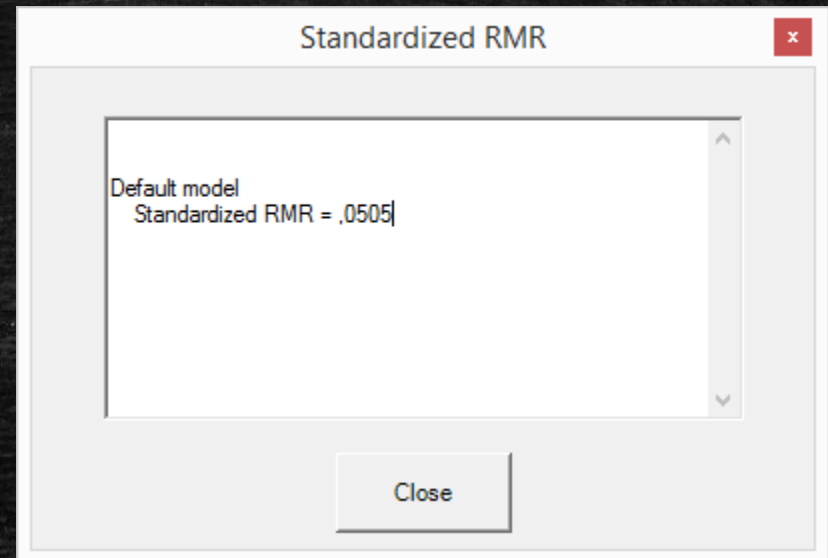 Standardized RMR
x
Default model
Standardized RMR = ,0505
Close